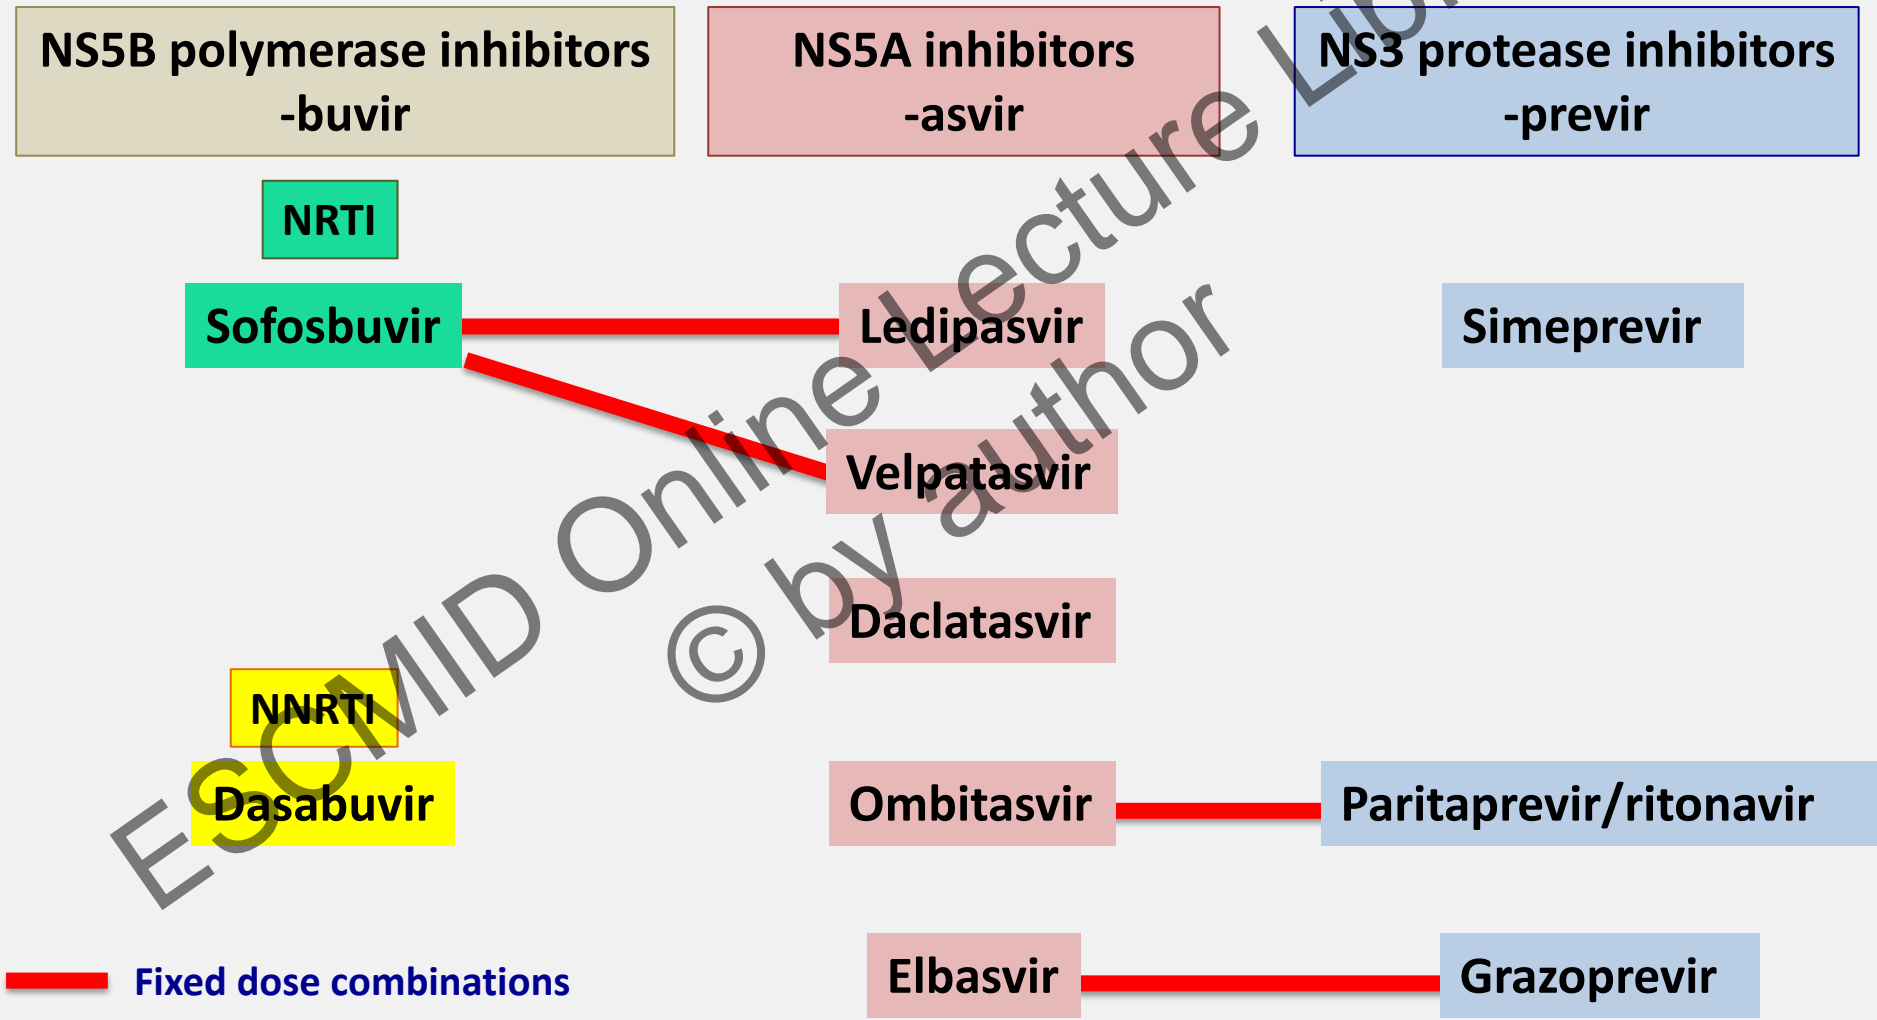 NS5B polymerase inhibitors
-buvir
NS5A inhibitors
-asvir
NS3 protease inhibitors
-previr
NRTI
Sofosbuvir
Ledipasvir
Simeprevir
Velpatasvir
Daclatasvir
NNRTI
Dasabuvir
Ombitasvir
Paritaprevir/ritonavir
Elbasvir
Grazoprevir
Fixed dose combinations
ESCMID Online Lecture
© by author